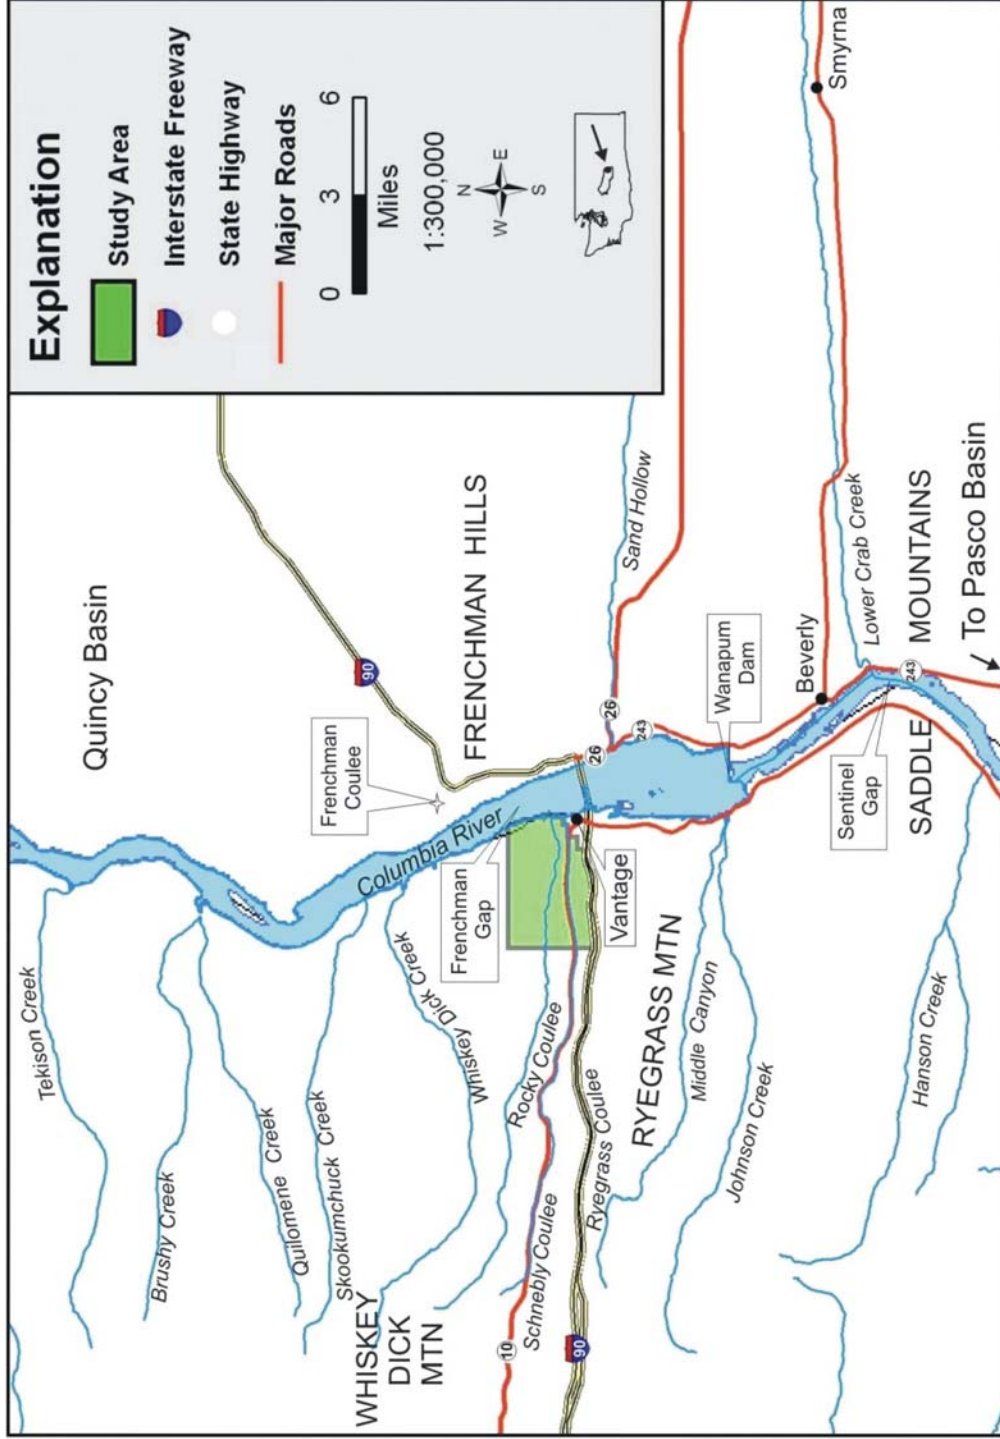 Explanation
Study Area
Interstate Freeway
State Highway
Major Roads
0 3 6
Miles
1:300,000
N
W E
S
Quincy Basin
Tekison Creek
Brushy Creek
Quilomene Creek
Skookumchuck Creek
WHISKEY
DICK
MTN
Whiskey Dick Creek
Columbia River
Frenchman
Coulee
90
FRENCHMAN HILLS
Frenchman
Gap
Rocky Coulee
10
Schnebly Coulee
90
Ryegrass Coulee
Vantage
26
26
243
Sand Hollow
RYEGRASS MTN
Middle Canyon
Johnson Creek
Wanapum
Dam
Beverly
Smyrna
Lower Crab Creek
Sentinel
Gap
243
SADDLE MOUNTAINS
Hanson Creek
To Pasco Basin